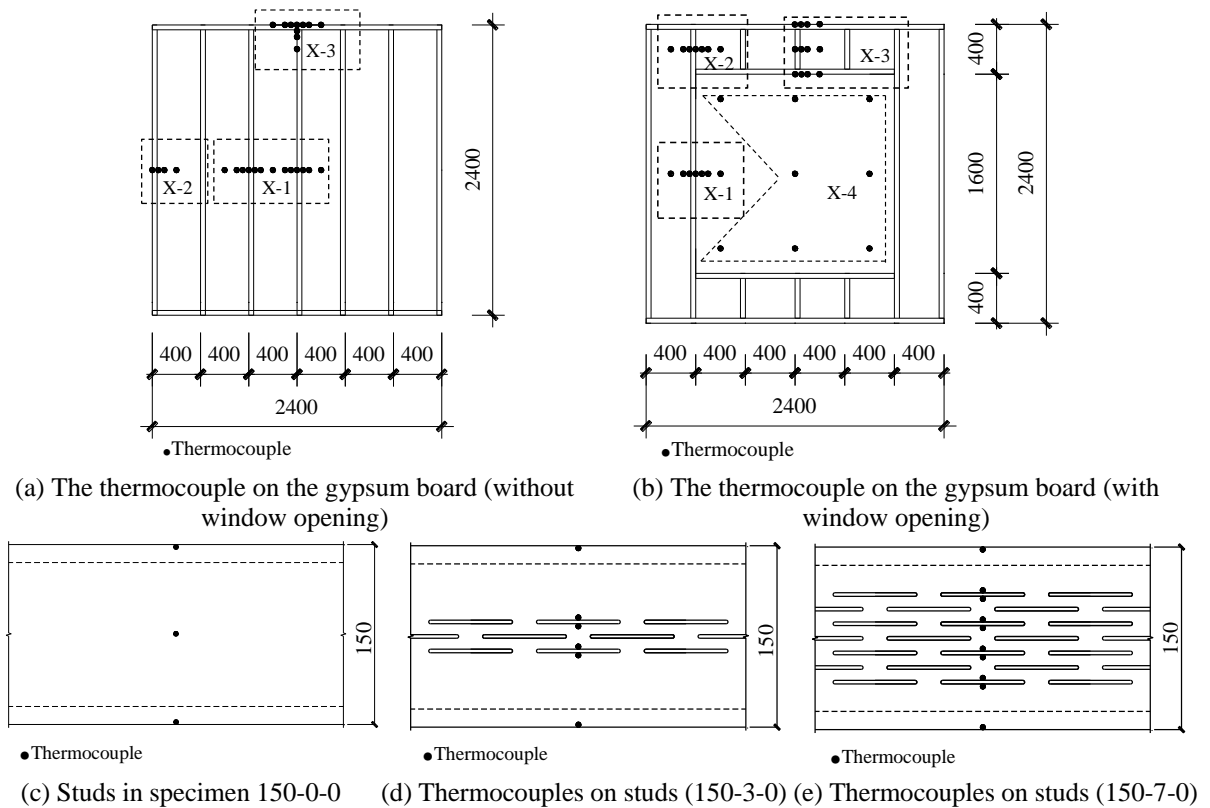 X-3
X-2
X-1
2400
400 400 400 400 400 400
2400
•Thermocouple
(a) The thermocouple on the gypsum board (without
window opening)
X-2
X-3
X-1
X-4
400
1600
400
2400
400 400 400 400 400 400
2400
•Thermocouple
(b) The thermocouple on the gypsum board (with
window opening)
150
•Thermocouple
(c) Studs in specimen 150-0-0
150
•Thermocouple
(d) Thermocouples on studs (150-3-0)
150
•Thermocouple
(e) Thermocouples on studs (150-7-0)